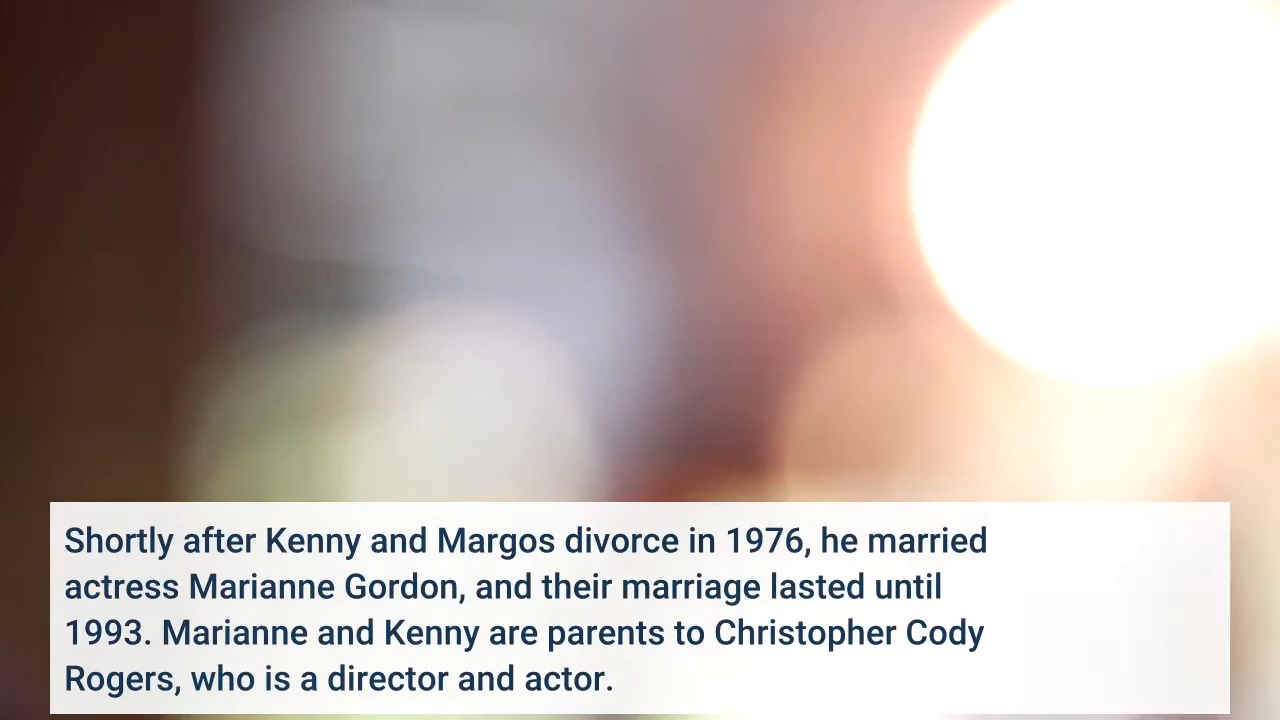 Shortly after Kenny and Margos divorce in 1976, he married
actress Marianne Gordon, and their marriage lasted until
1993. Marianne and Kenny are parents to Christopher Cody
Rogers, who is a director and actor.